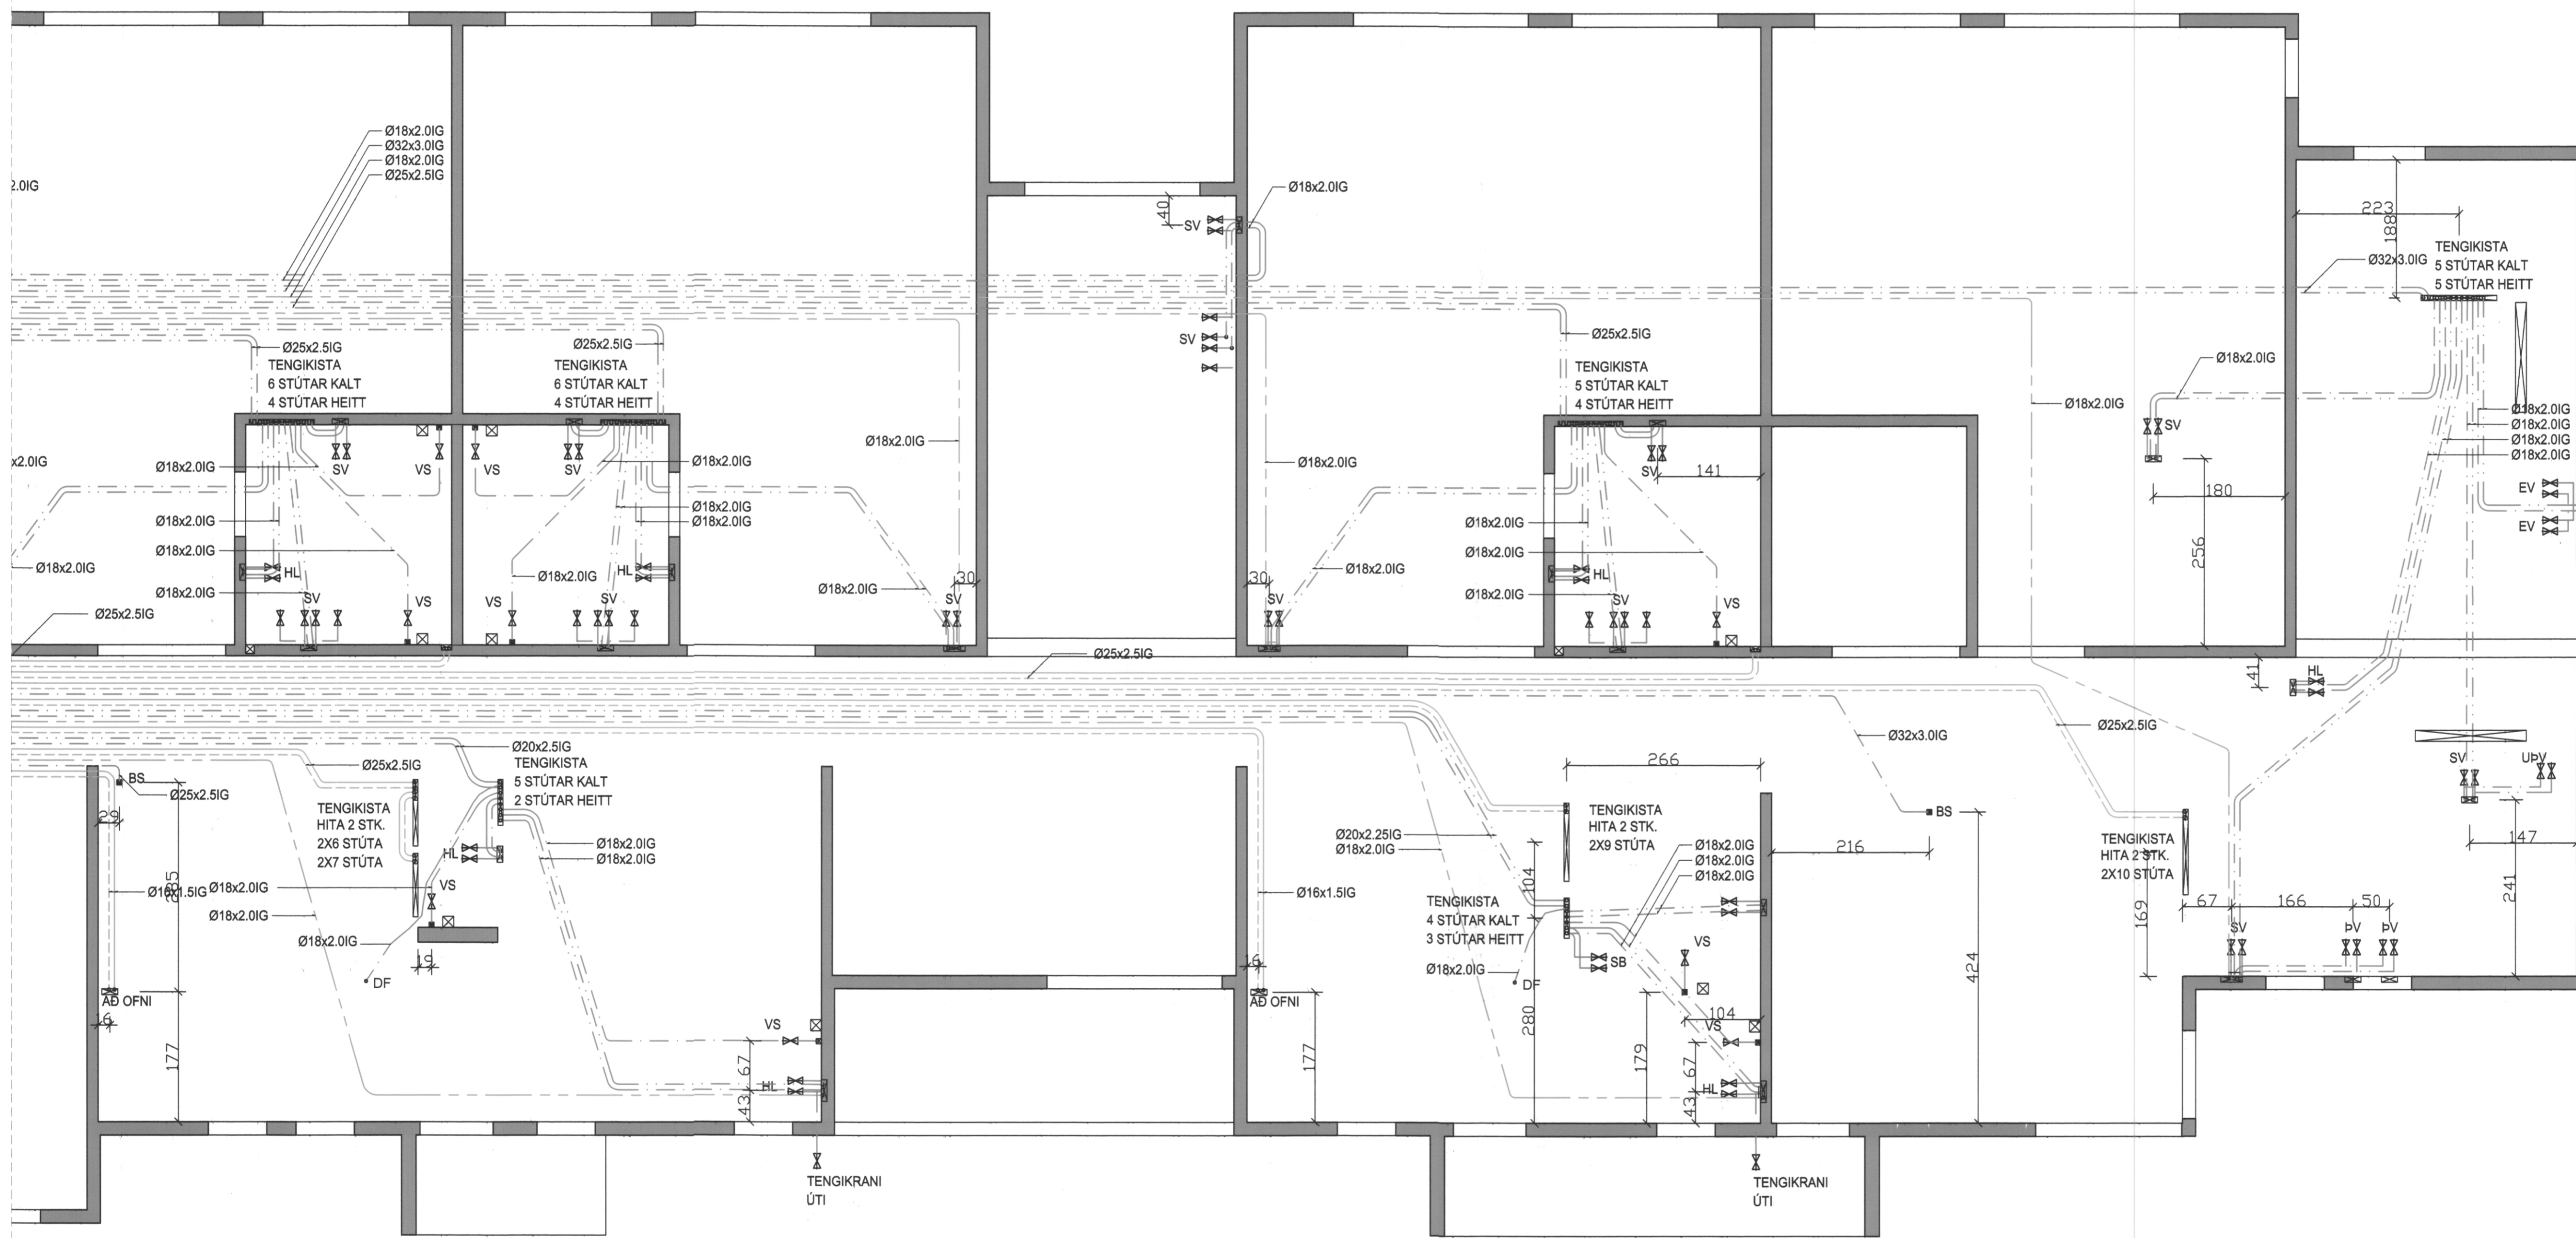 Ø18x2.0IG
Ø32x3.0IG
Ø18x2.0IG
Ø25x2.5IG
2.0IG
Ø18x2.0IG
40
SV
SV
223
188
TENGIKISTA
5 STÚTAR KALT
5 STÚTAR HEITT
Ø32x3.0IG
Ø25x2.5IG
TENGIKISTA
6 STÚTAR KALT
4 STÚTAR HEITT
Ø25x2.5IG
TENGIKISTA
6 STÚTAR KALT
4 STÚTAR HEITT
Ø25x2.5IG
TENGIKISTA
5 STÚTAR KALT
4 STÚTAR HEITT
Ø18x2.0IG
Ø18x2.0IG
Ø18x2.0IG
Ø18x2.0IG
Ø18x2.0IG
Ø18x2.0IG
SV
x2.0IG
Ø18x2.0IG
SV
VS
VS
SV
Ø18x2.0IG
Ø18x2.0IG
Ø18x2.0IG
SV
141
180
256
EV
EV
Ø18x2.0IG
Ø18x2.0IG
Ø18x2.0IG
Ø18x2.0IG
Ø18x2.0IG
Ø18x2.0IG
Ø18x2.0IG
HL
Ø18x2.0IG
HL
Ø18x2.0IG
30
30
Ø18x2.0IG
HL
Ø18x2.0IG
SV
VS
VS
SV
SV
SV
Ø18x2.0IG
SV
VS
Ø25x2.5IG
Ø25x2.5IG
41
HL
Ø25x2.5IG
Ø32x3.0IG
Ø20x2.5IG
TENGIKISTA
5 STÚTAR KALT
2 STÚTAR HEITT
Ø25x2.5IG
BS
Ø25x2.5IG
29
TENGIKISTA
HITA 2 STK.
2X6 STÚTA
2X7 STÚTA
HL
Ø18x2.0IG
Ø18x2.0IG
285
Ø16x1.5IG
Ø18x2.0IG
VS
Ø18x2.0IG
Ø18x2.0IG
19
DF
AÐ OFNI
16
177
VS
67
HL
43
TENGIKRANI
ÚTI
Ø16x1.5IG
16
AÐ OFNI
177
266
Ø20x2.25IG
Ø18x2.0IG
TENGIKISTA
HITA 2 STK.
2X9 STÚTA
Ø18x2.0IG
Ø18x2.0IG
Ø18x2.0IG
104
TENGIKISTA
4 STÚTAR KALT
3 STÚTAR HEITT
Ø18x2.0IG
DF
SB
VS
280
179
104
VS
67
HL
43
TENGIKRANI
ÚTI
BS
216
424
TENGIKISTA
HITA 2 STK.
2X10 STÚTA
169
67
166
50
SV
ÞV
ÞV
SV
UÞV
147
241